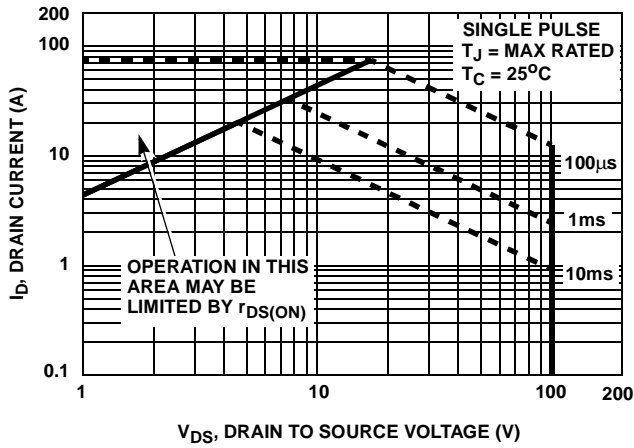 200
100
10
1
0.1
I_D, DRAIN CURRENT (A)
SINGLE PULSE
T_J = MAX RATED
T_C = 25°C
100μs
1ms
10ms
OPERATION IN THIS
AREA MAY BE
LIMITED BY r_DS(ON)
1
10
100
200
V_DS, DRAIN TO SOURCE VOLTAGE (V)